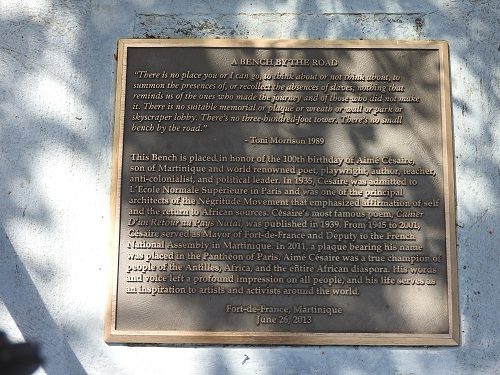 A BENCH BY THE ROAD
"There is no place you or I can go, to think about or not think about, to
summon the presences of, or recollect the absences of slaves; nothing that
reminds us of the ones who made the journey and of those who did not make
it. There is no suitable memorial or plaque or wreath or wall or park or
skyscraper lobby. There's no three-hundred-foot tower. There's no small
bench by the road."
- Toni Morrison 1989
This Bench is placed in honor of the 100th birthday of Aimé Césaire,
son of Martinique and world renowned poet, playwright, author, teacher,
anti-colonialist, and political leader. In 1935, Césaire was admitted to
L'École Normale Supérieure in Paris and was one of the principal
architects of the Négritude Movement that emphasized affirmation of self
and the return to African sources. Césaire's most famous poem, Cahier
D'un Retour au Pays Natal, was published in 1939. From 1945 to 2001,
Césaire served as Mayor of Fort-de-France and Deputy to the French
National Assembly in Martinique. In 2011, a plaque bearing his name
was placed in the Panthéon of Paris. Aimé Césaire was a true champion of
people of the Antilles, Africa, and the entire African diaspora. His words
and voice left a profound impression on all people, and his life serves as
an inspiration to artists and activists around the world.
Fort-de-France, Martinique
June 26, 2013